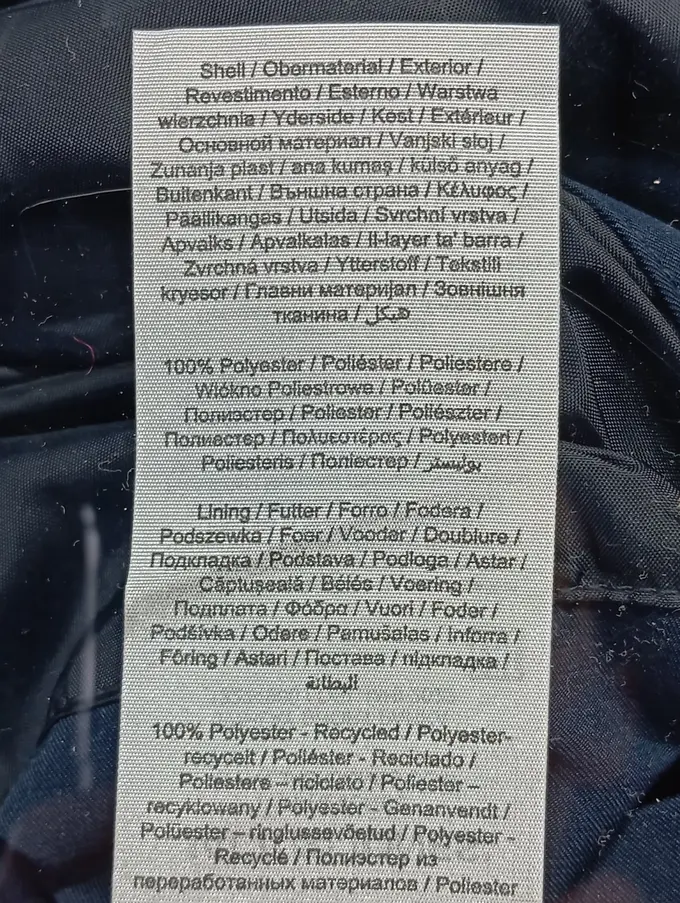 Shell / Obermaterial / Exterior /
Revestimento / Esterno / Warstwa
wierzchnia / Yderside / Kest / Extérieur /
Основной материал / Vanjski sloj /
Zunanja plast / ana kumaş / külső anyag /
Buitenkant / Външна страна / Κέλυφος /
Päällikangas / Utsida / Svrchní vrstva /
Apvalks / Apvalkalas / Il-layer ta' barra /
Zvrchná vrstva / Ytterstoff / Tekstili
kryesor / Главни материјал / Зовнішня
тканина / هيكل
100% Polyester / Poliéster / Poliestere /
Włókno Poliestrowe / Polüester /
Полиэстер / Poliester / Poliészter /
Полиестер / Πολυεστέρας / Polyesteri /
Poliesteris / Поліестер / بوليستر
Lining / Futter / Forro / Fodera /
Podszewka / Foer / Vooder / Doublure /
Подкладка / Podstava / Podloga / Astar /
Căptușeală / Bélés / Voering /
Подплата / Φόδρα / Vuori / Foder /
Podšívka / Odere / Pamušalas / Inforra /
Fôring / Astari / Постава / підкладка /
البطانة
100% Polyester - Recycled / Polyester-
recycelt / Poliéster - Reciclado /
Poliestere – riciclato / Poliester –
recyklowany / Polyester - Genanvendt /
Polüester – ringlussevõetud / Polyester -
Recyclé / Полиэстер из
переработанных материалов / Poliester